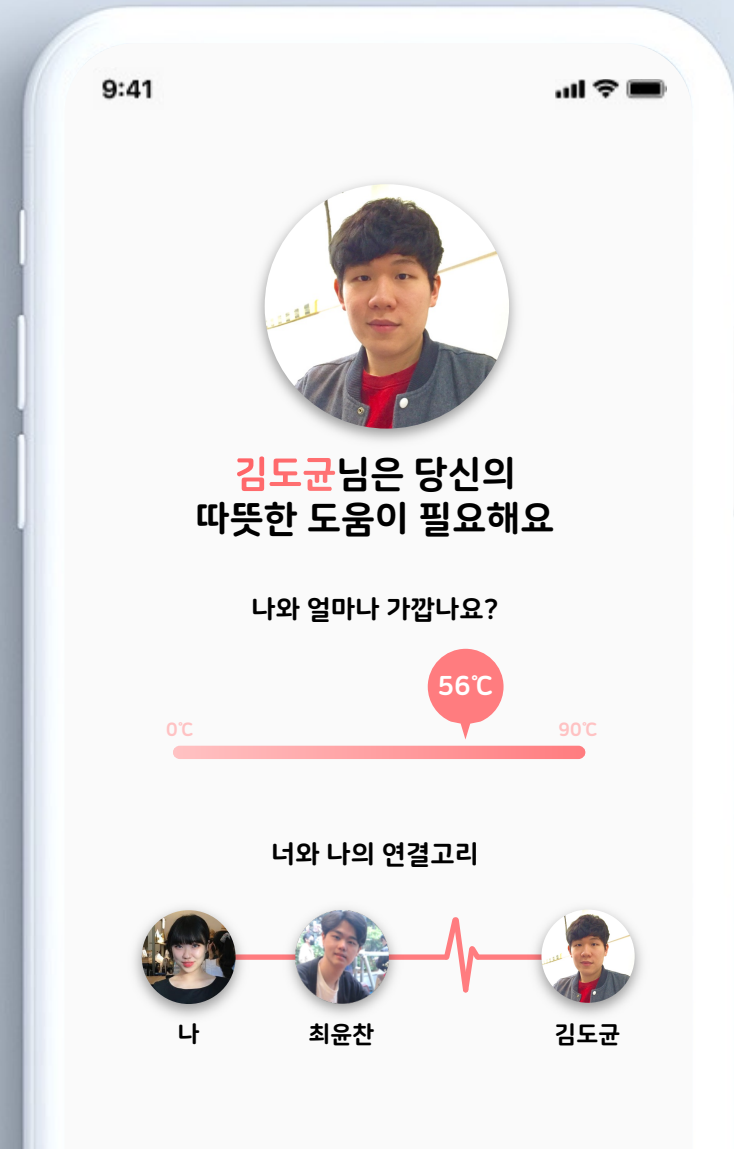 9:41
김도균님은 당신의
따뜻한 도움이 필요해요
나와 얼마나 가깝나요?
56℃
0℃
90℃
너와 나의 연결고리
나
최윤찬
김도균